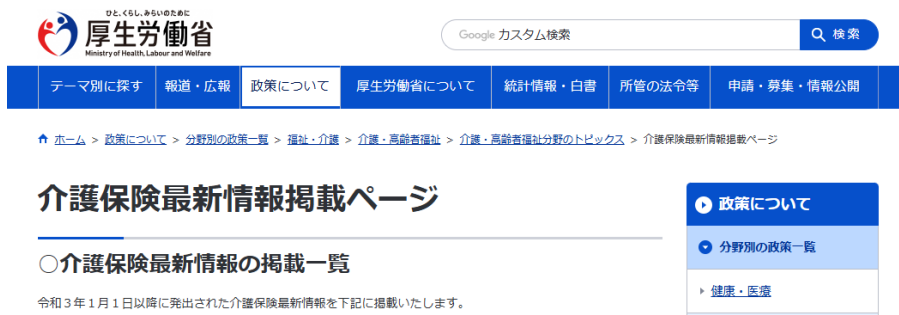 ひと、くらし、みらいのために
厚生労働省
Ministry of Health, Labour and Welfare
Google カスタム検索
検索
テーマ別に探す 報道・広報 政策について 厚生労働省について 統計情報・白書 所管の法令等 申請・募集・情報公開
ホーム > 政策について > 分野別の政策一覧 > 福祉・介護 > 介護・高齢者福祉 > 介護・高齢者福祉分野のトピックス > 介護保険最新情報掲載ページ
介護保険最新情報掲載ページ
○介護保険最新情報の掲載一覧
令和3年1月1日以降に発出された介護保険最新情報を下記に掲載いたします。
政策について
分野別の政策一覧
健康・医療